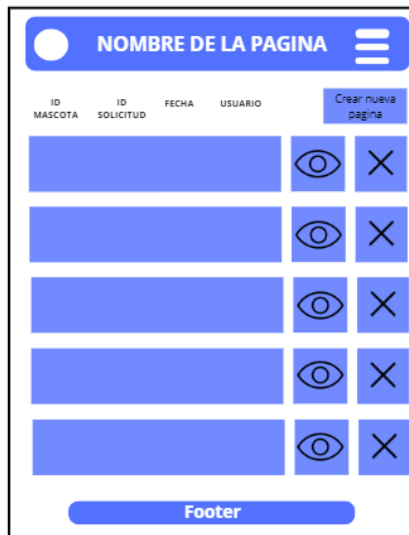 NOMBRE DE LA PAGINA
ID MASCOTA
ID SOLICITUD
FECHA
USUARIO
Crear nueva
pagina
Footer